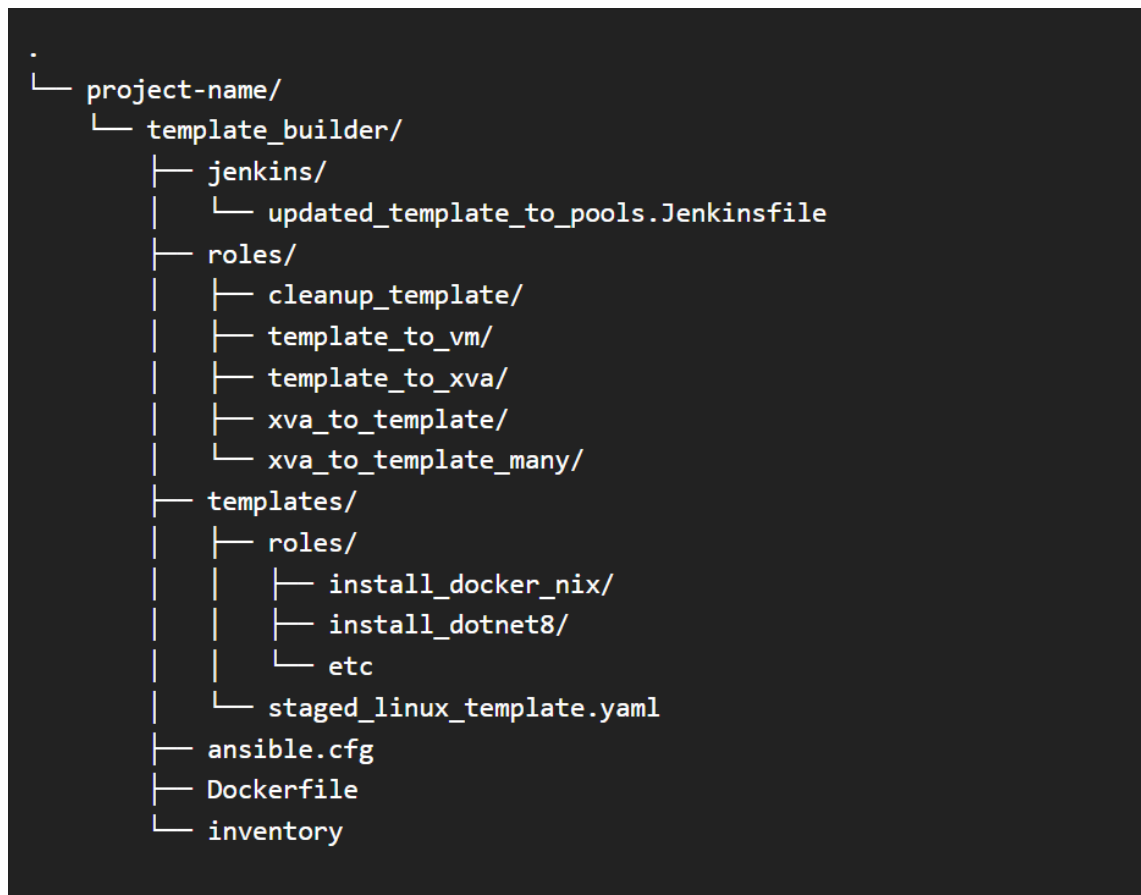 .
└── project-name/
    └── template_builder/
        ├── jenkins/
        │   └── updated_template_to_pools.Jenkinsfile
        ├── roles/
        │   ├── cleanup_template/
        │   ├── template_to_vm/
        │   ├── template_to_xva/
        │   ├── xva_to_template/
        │   └── xva_to_template_many/
        ├── templates/
        │   ├── roles/
        │   │   ├── install_docker_nix/
        │   │   ├── install_dotnet8/
        │   │   └── etc
        │   └── staged_linux_template.yaml
        ├── ansible.cfg
        ├── Dockerfile
        └── inventory